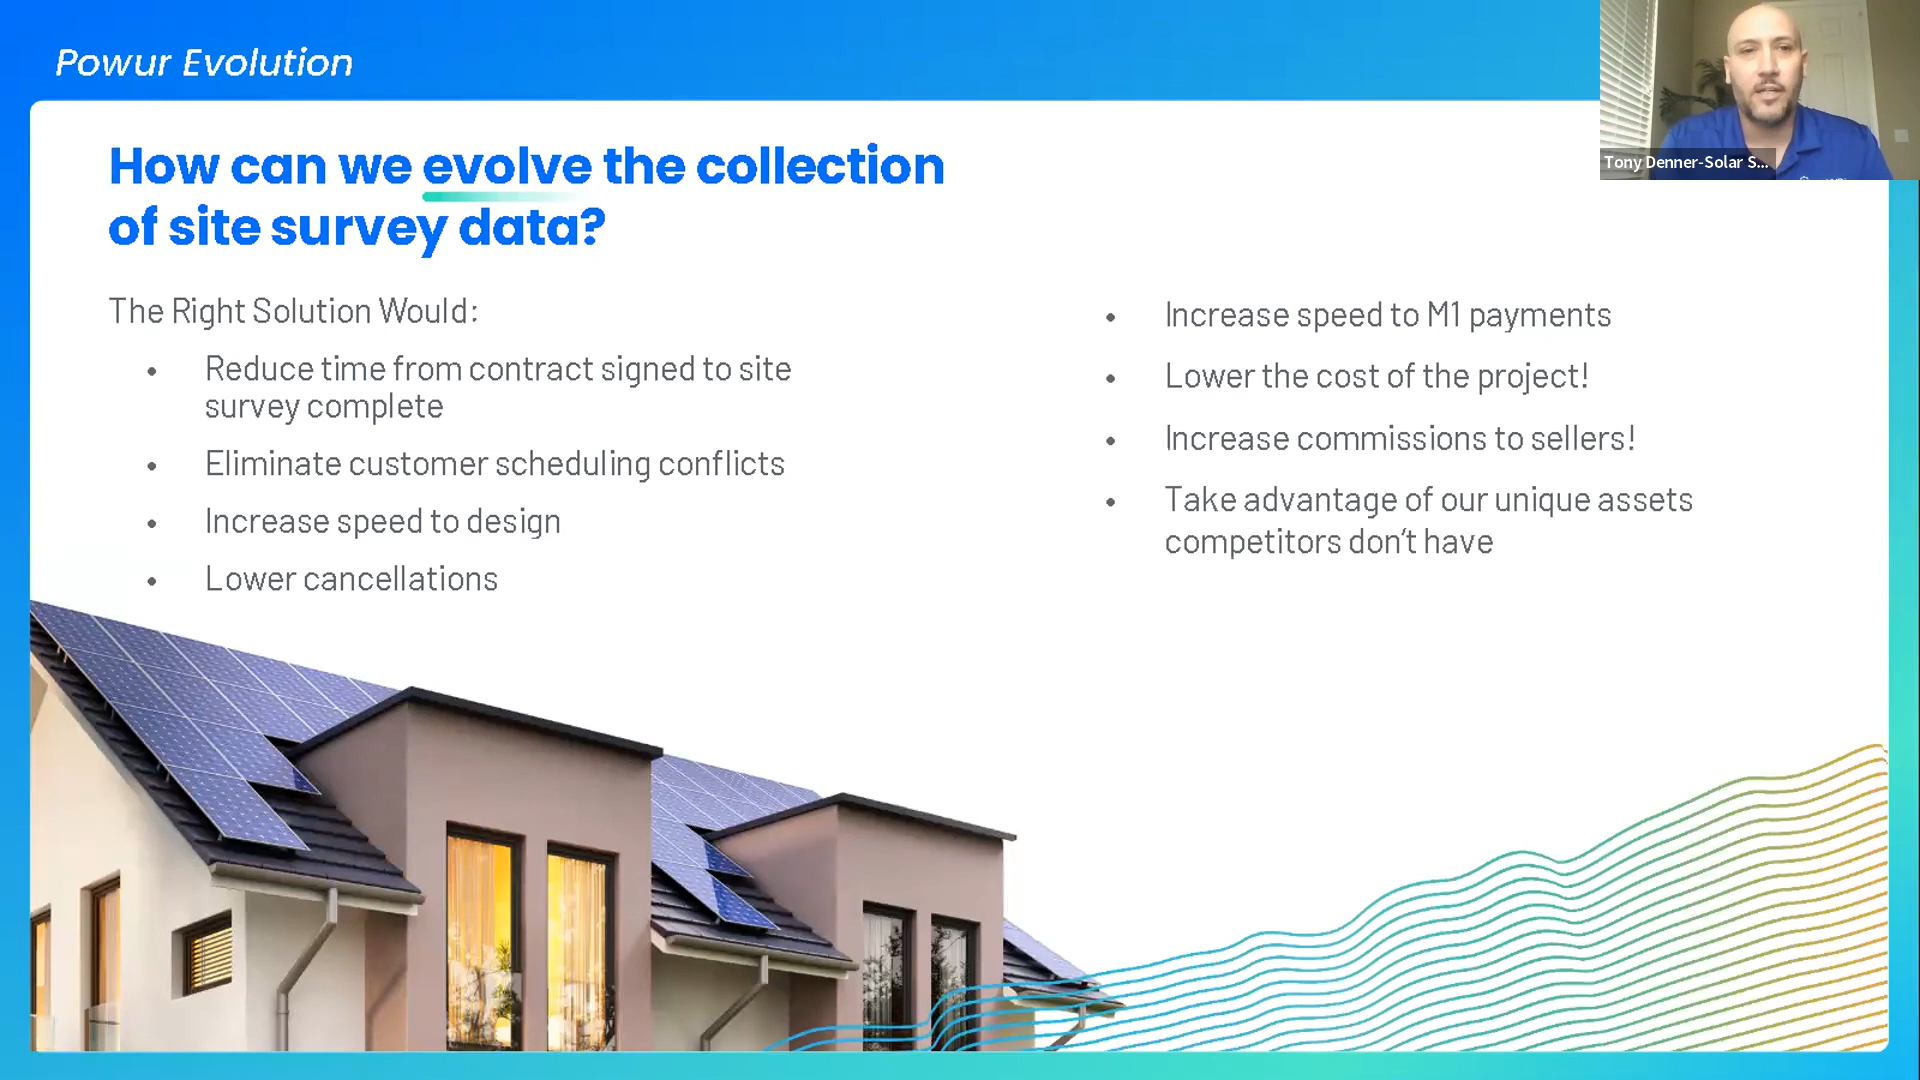 Powur Evolution
Tony Denner-Solar S...
How can we evolve the collection
of site survey data?
The Right Solution Would:
• Reduce time from contract signed to site
survey complete
• Eliminate customer scheduling conflicts
• Increase speed to design
• Lower cancellations
• Increase speed to M1 payments
• Lower the cost of the project!
• Increase commissions to sellers!
• Take advantage of our unique assets
competitors don't have